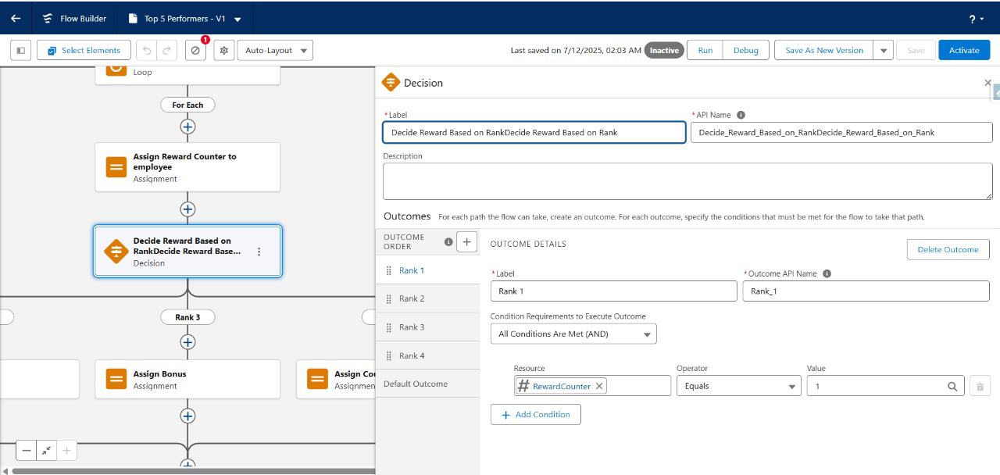 Flow Builder
Top 5 Performers - V1
?
Select Elements
1
Auto-Layout
Last saved on 7/12/2025, 02:03 AM
Inactive
Run
Debug
Save As New Version
Save
Activate
Loop
For Each
Assign Reward Counter to
employee
Assignment
Decide Reward Based on
RankDecide Reward Base...
Decision
Rank 3
Assign Bonus
Assignment
Assign Cou
Assignmen
Decision
* Label
Decide Reward Based on RankDecide Reward Based on Rank
* API Name
Decide_Reward_Based_on_RankDecide_Reward_Based_on_Rank
Description
Outcomes For each path the flow can take, create an outcome. For each outcome, specify the conditions that must be met for the flow to take that path.
OUTCOME
ORDER
Rank 1
Rank 2
Rank 3
Rank 4
Default Outcome
OUTCOME DETAILS
Delete Outcome
* Label
Rank 1
* Outcome API Name
Rank_1
Condition Requirements to Execute Outcome
All Conditions Are Met (AND)
Resource
RewardCounter
Operator
Equals
Value
1
+ Add Condition